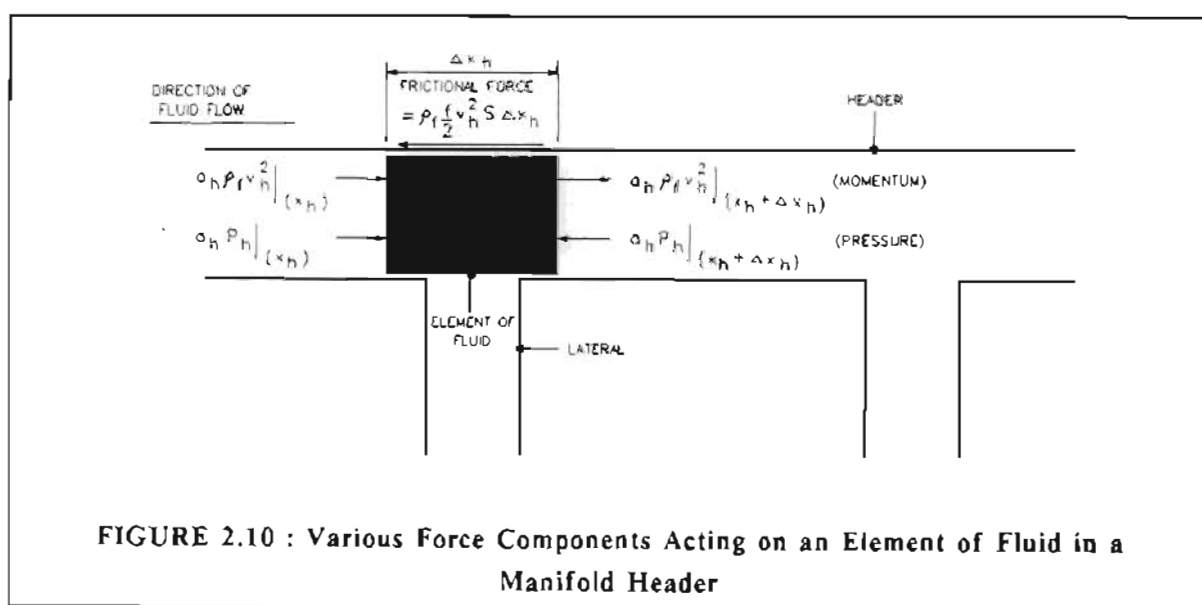 Δx_h
FRICTIONAL FORCE
= ρ_f f/2 v_h^2 S Δx_h
DIRECTION OF
FLUID FLOW
HEADER
a_h ρ_f v_h^2|(x_h)
a_h ρ_f v_h^2|(x_h + Δx_h)
(MOMENTUM)
a_h P_h|(x_h)
a_h P_h|(x_h + Δx_h)
(PRESSURE)
ELEMENT OF
FLUID
LATERAL
FIGURE 2.10 : Various Force Components Acting on an Element of Fluid in a
Manifold Header